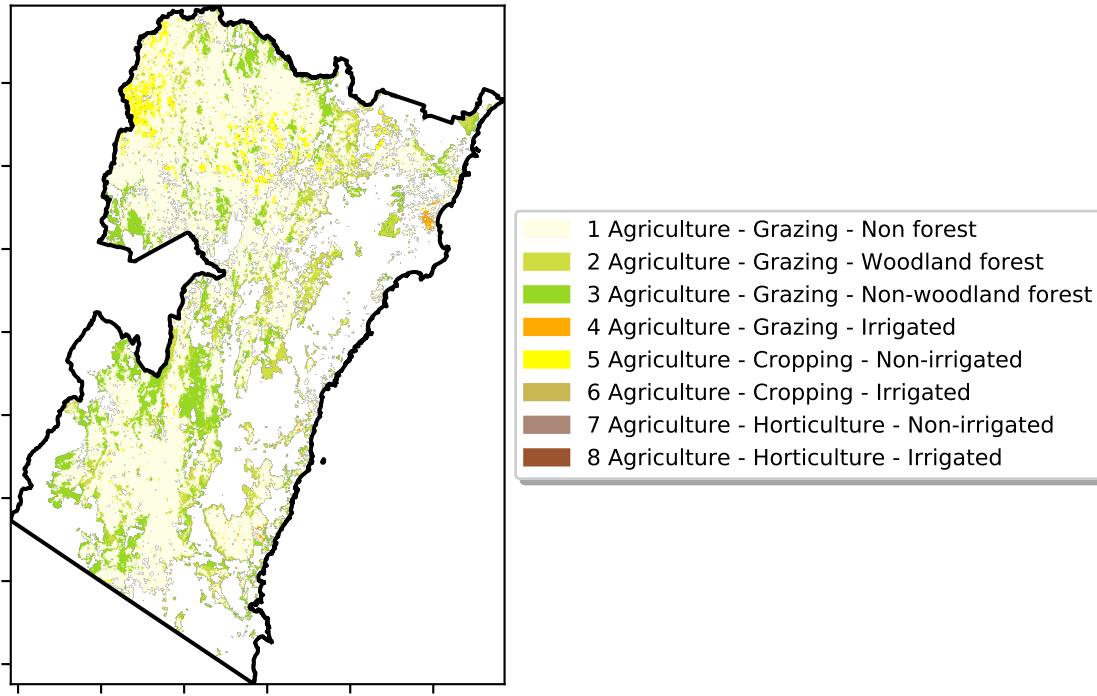 1 Agriculture - Grazing - Non forest
2 Agriculture - Grazing - Woodland forest
3 Agriculture - Grazing - Non-woodland forest
4 Agriculture - Grazing - Irrigated
5 Agriculture - Cropping - Non-irrigated
6 Agriculture - Cropping - Irrigated
7 Agriculture - Horticulture - Non-irrigated
8 Agriculture - Horticulture - Irrigated